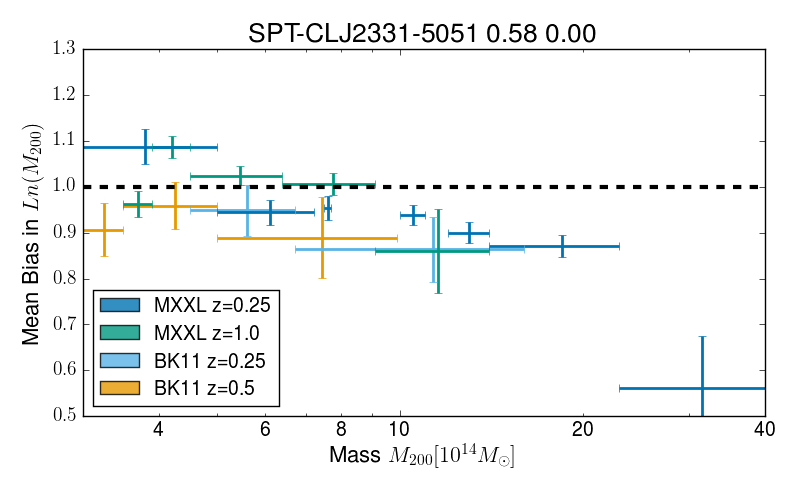 SPT-CLJ2331-5051 0.58 0.00
1.3
1.2
1.1
1.0
0.9
0.8
0.7
0.6
0.5
Mean Bias in Ln(M₂₀₀)
MXXL z=0.25
MXXL z=1.0
BK11 z=0.25
BK11 z=0.5
4 6 8 10 20 40
Mass M₂₀₀[10¹⁴M☉]